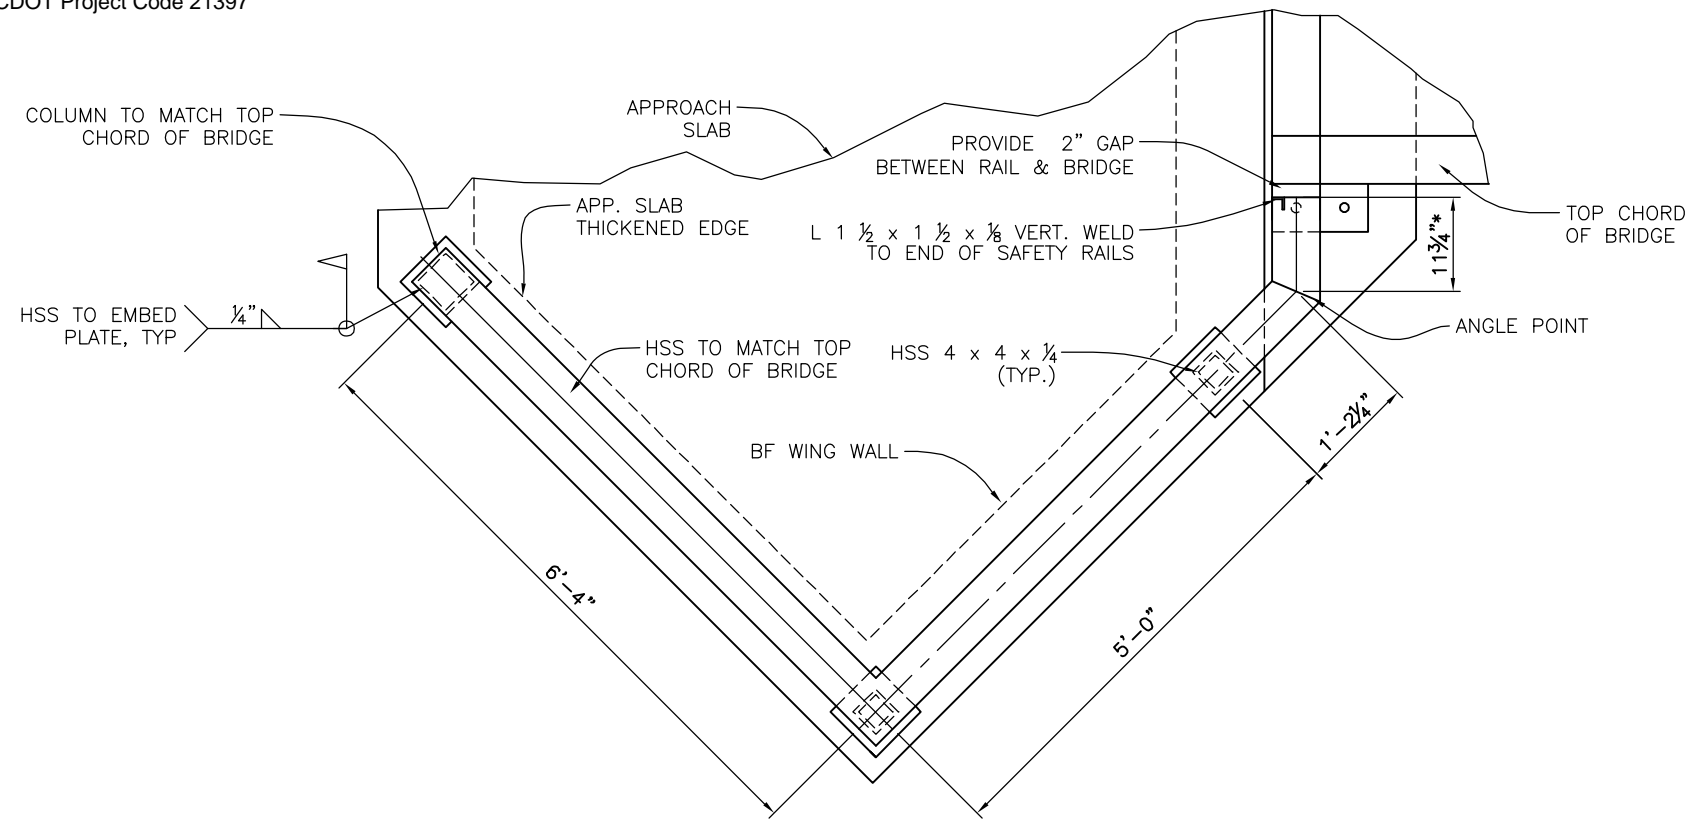 CDOT Project Code 21397
COLUMN TO MATCH TOP
CHORD OF BRIDGE
APPROACH
SLAB
PROVIDE 2" GAP
BETWEEN RAIL & BRIDGE
APP. SLAB
THICKENED EDGE
L 1 ½ x 1 ½ x ⅛ VERT. WELD
TO END OF SAFETY RAILS
TOP CHORD
OF BRIDGE
11¾"*
HSS TO EMBED
PLATE, TYP
¼"
ANGLE POINT
HSS TO MATCH TOP
CHORD OF BRIDGE
HSS 4 x 4 x ¼
(TYP.)
BF WING WALL
1'-2¼"
6'-4"
5'-0"